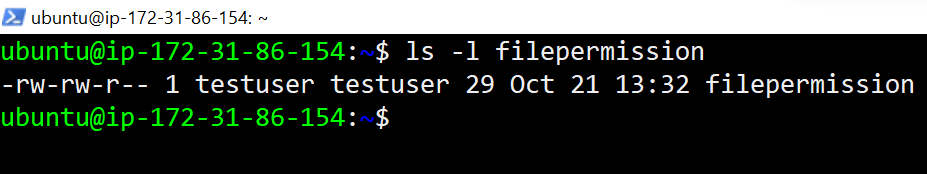 ubuntu@ip-172-31-86-154: ~
ubuntu@ip-172-31-86-154:~$ ls -l filepermission
-rw-rw-r-- 1 testuser testuser 29 Oct 21 13:32 filepermission
ubuntu@ip-172-31-86-154:~$